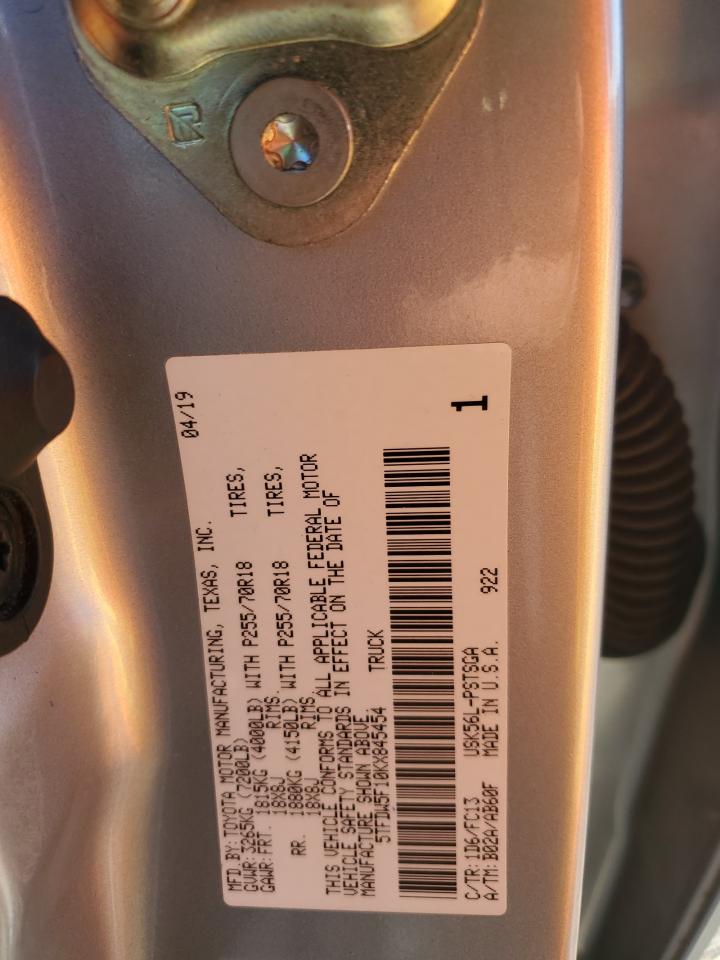 MFD.BY:TOYOTA MOTOR MANUFACTURING, TEXAS, INC. 04/19
GVWR: 3265KG (7200LB)
GAWR:FRT. 1815KG (4000LB) WITH P255/70R18 TIRES,
18X8J RIMS.
RR. 1880KG (4150LB) WITH P255/70R18 TIRES,
18X8J RIMS.
THIS VEHICLE CONFORMS TO ALL APPLICABLE FEDERAL MOTOR
VEHICLE SAFETY STANDARDS IN EFFECT ON THE DATE OF
MANUFACTURE SHOWN ABOVE.
5TFDW5F10KX845454 TRUCK
1
C/TR:1D6/FC13 USK56L-PSTSGA
A/TM:B02A/AB60F MADE IN U.S.A. 922